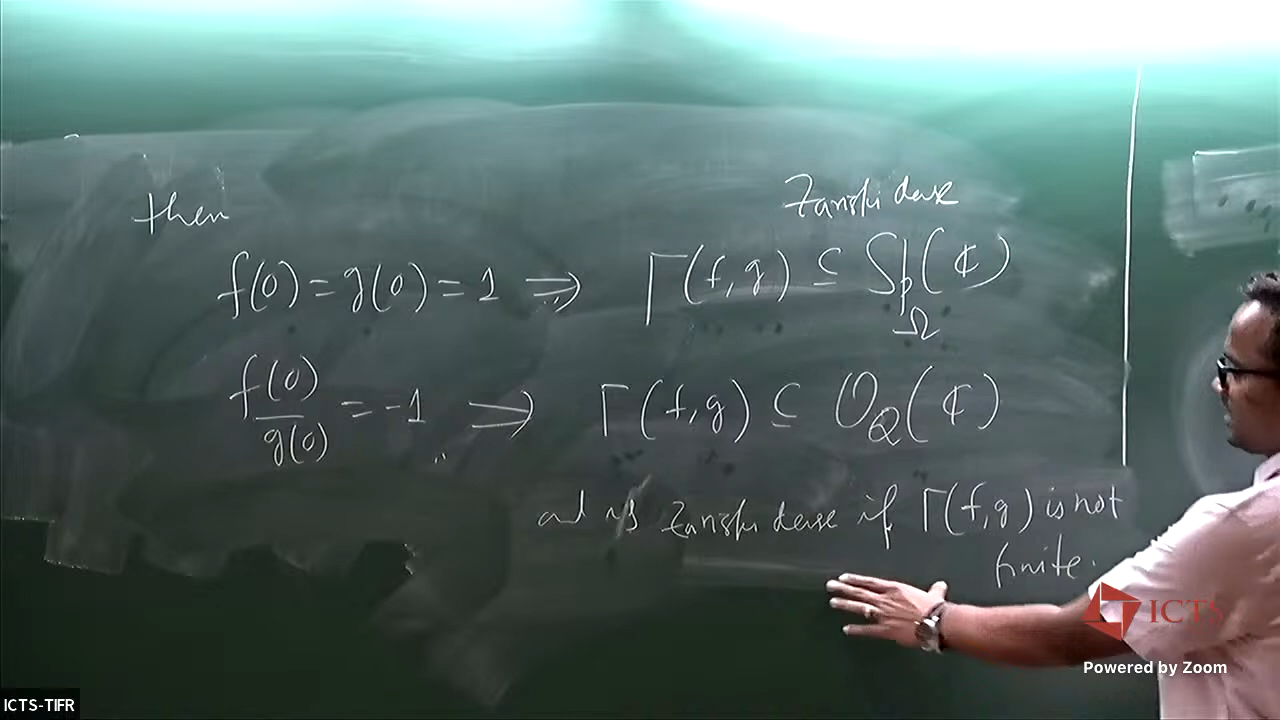 then
Zariski dense
f(0) = g(0) = 1 ⇒ Γ(f,g) ⊆ Sp_Ω(ℂ)
f(0)/g(0) = -1 ⇒ Γ(f,g) ⊆ O_Q(ℂ)
and is Zariski dense if Γ(f,g) is not
finite.
ICTS
Powered by Zoom
ICTS-TIFR